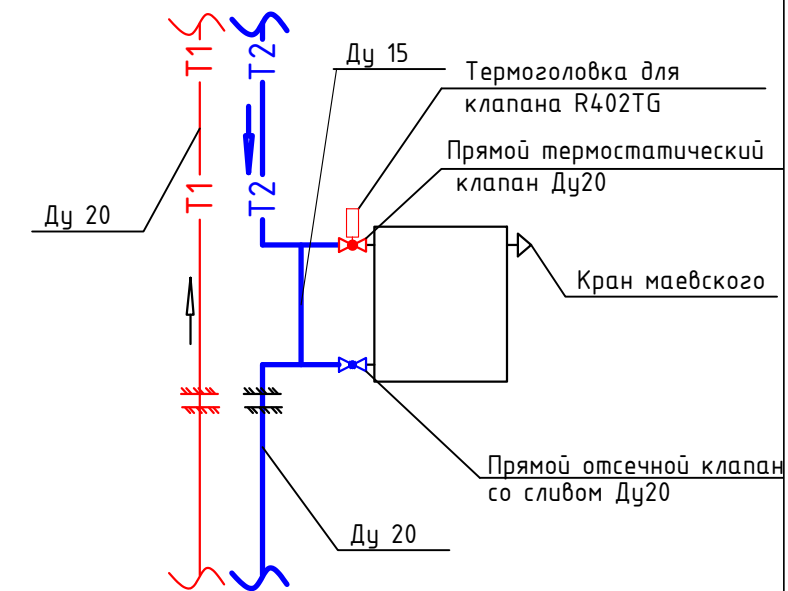 Т1
Т2
Ду 15
Термоголовка для
клапана R402TG
Прямой термостатический
клапан Ду20
Т1
Т2
Ду 20
Кран маевского
Прямой отсечной клапан
со сливом Ду20
Ду 20